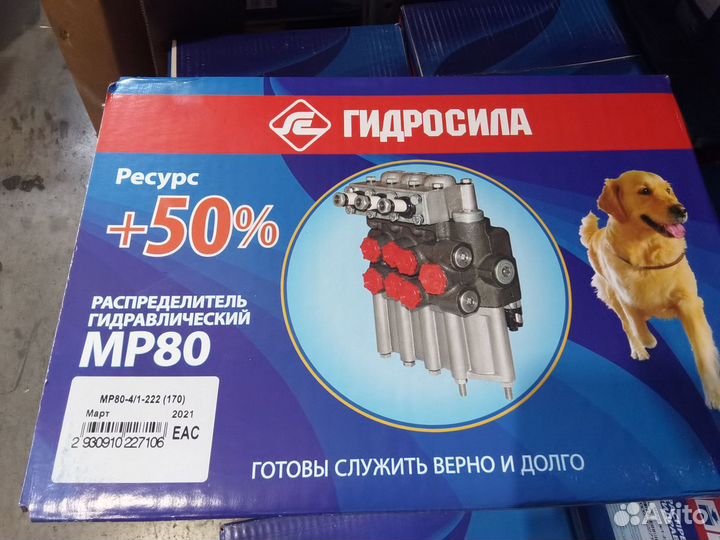 ГИДРОСИЛА
Ресурс
+50%
РАСПРЕДЕЛИТЕЛЬ
ГИДРАВЛИЧЕСКИЙ
МР80
МР80-4/1-222 (170)
Март 2021
2 930910 227106 EAC
ГОТОВЫ СЛУЖИТЬ ВЕРНО И ДОЛГО
Avito